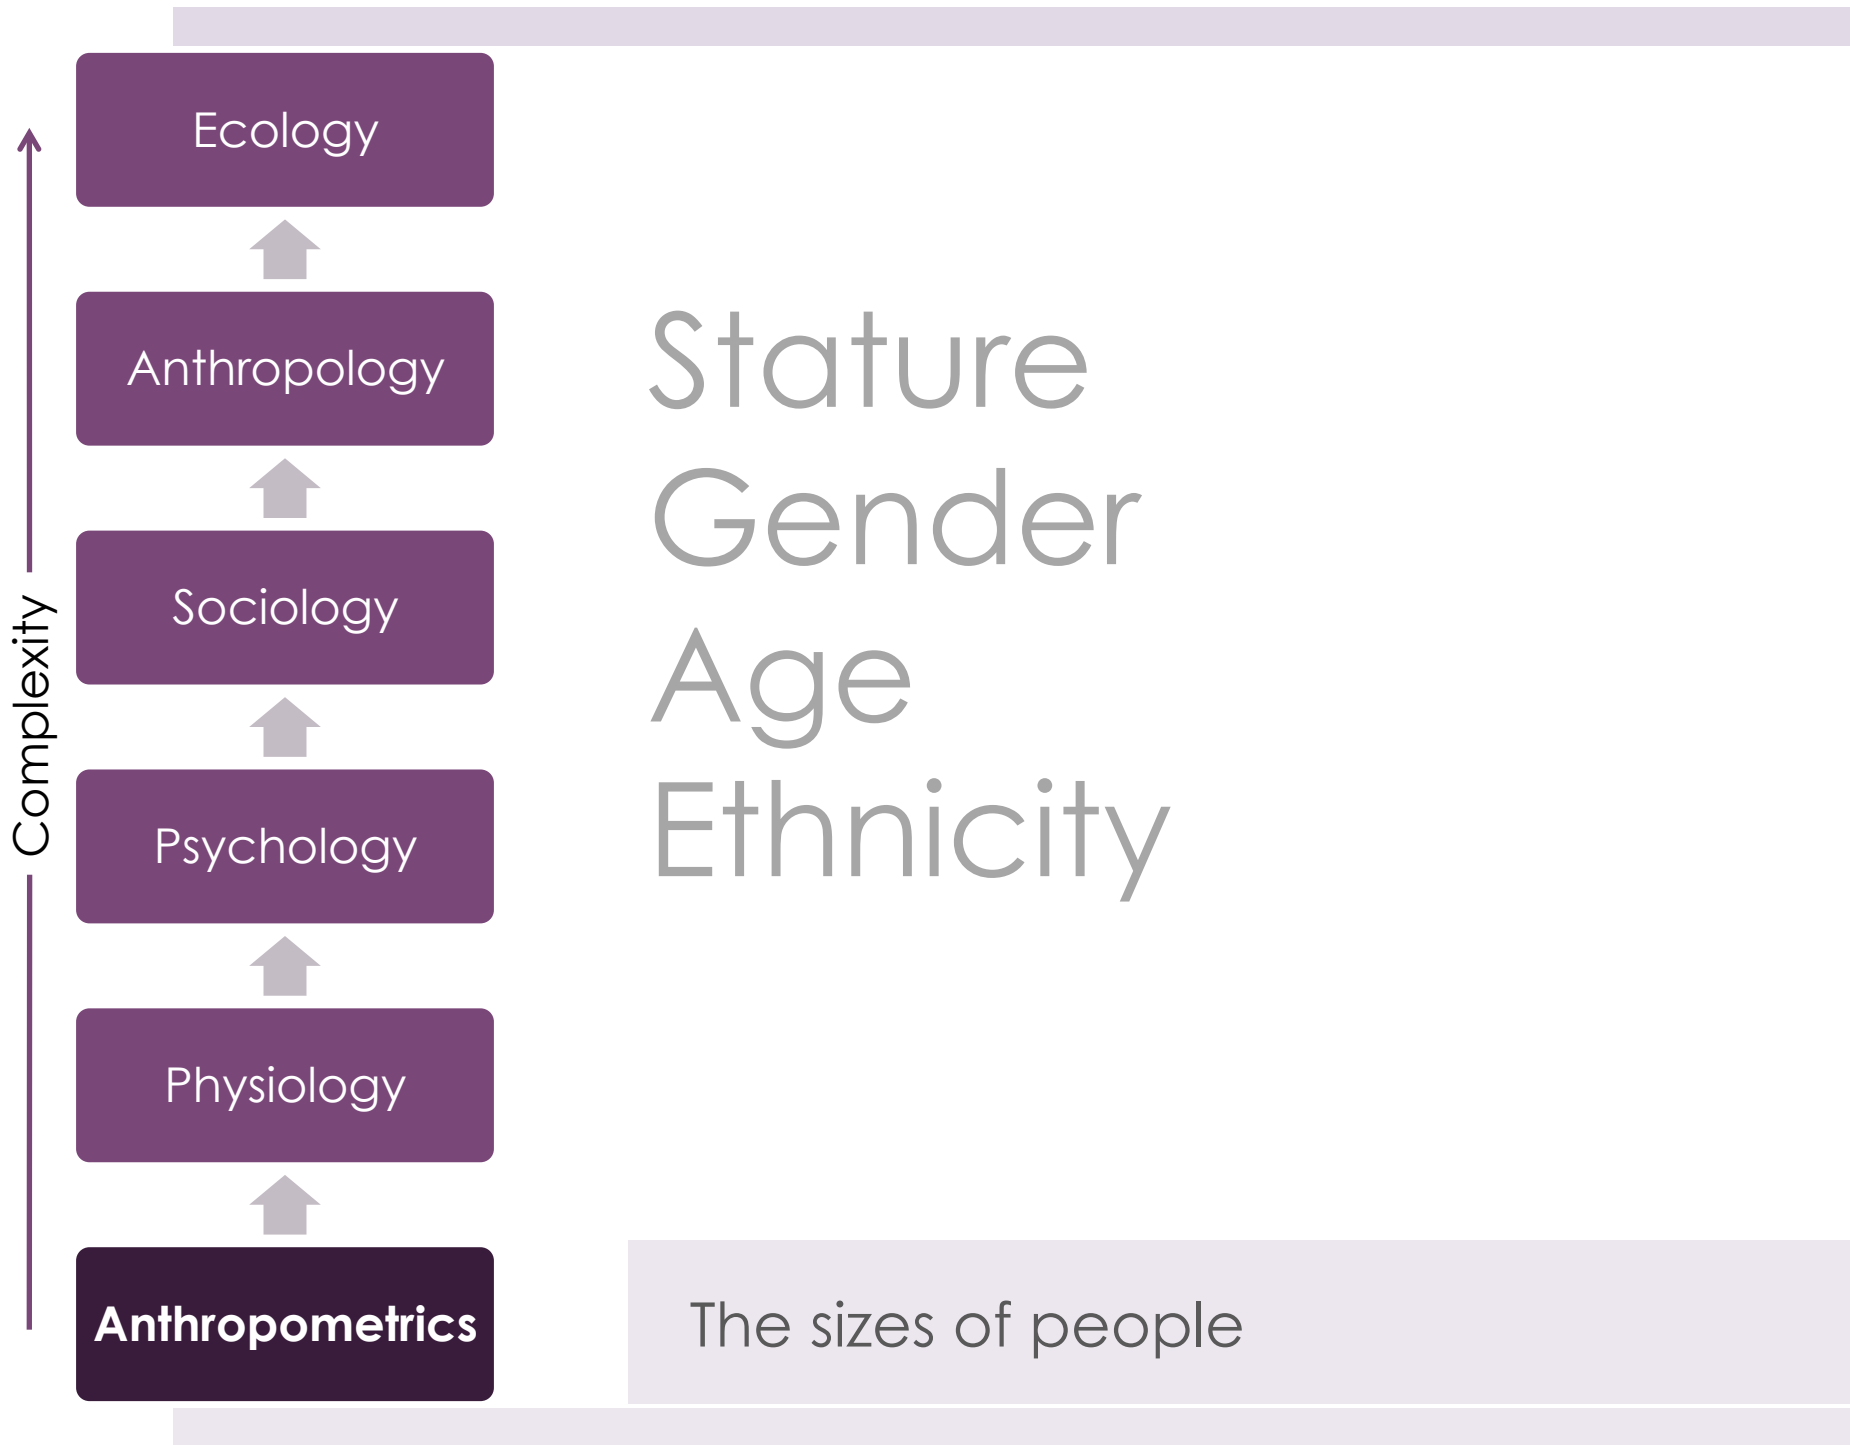 Complexity
Ecology
Anthropology
Sociology
Psychology
Physiology
Anthropometrics
Stature
Gender
Age
Ethnicity
The sizes of people